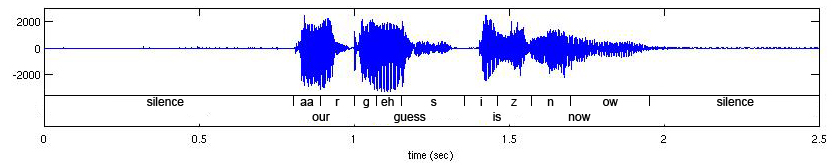 2000
0
-2000
silence aa r g eh s i z n ow silence
our guess is now
0 0.5 1 1.5 2 2.5
time (sec)